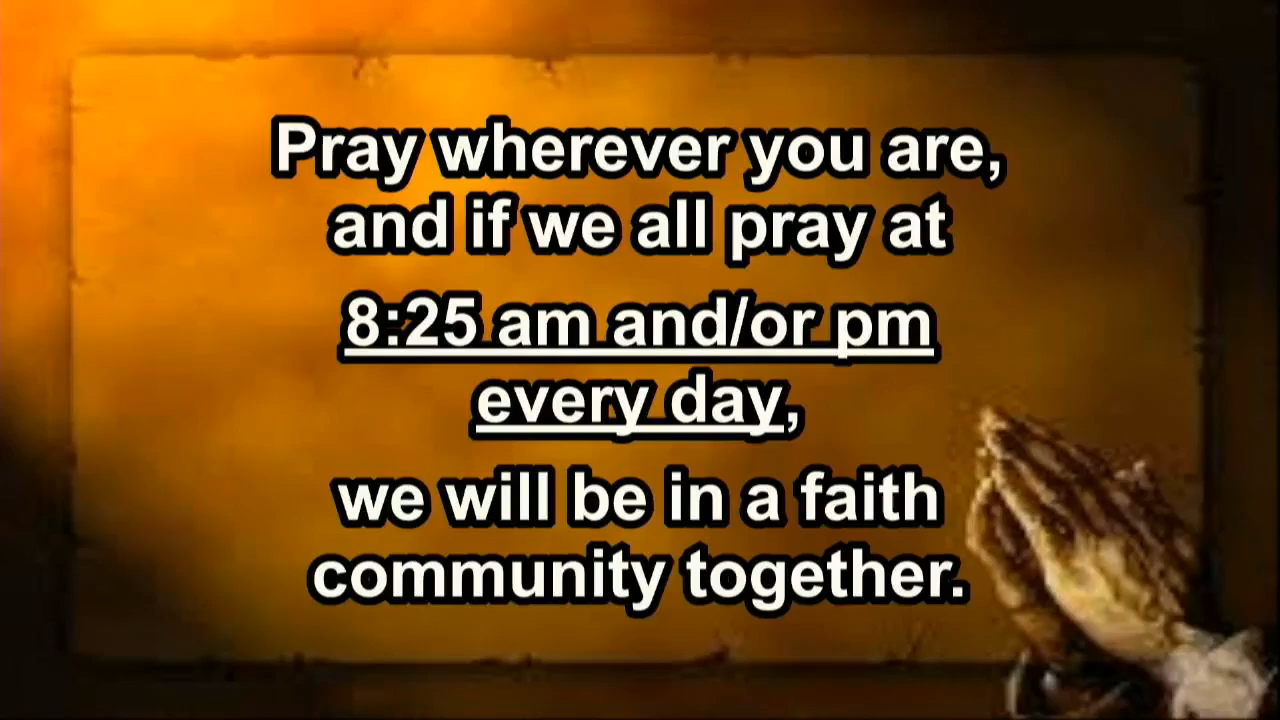 Pray wherever you are,
and if we all pray at
8:25 am and/or pm
every day,
we will be in a faith
community together.